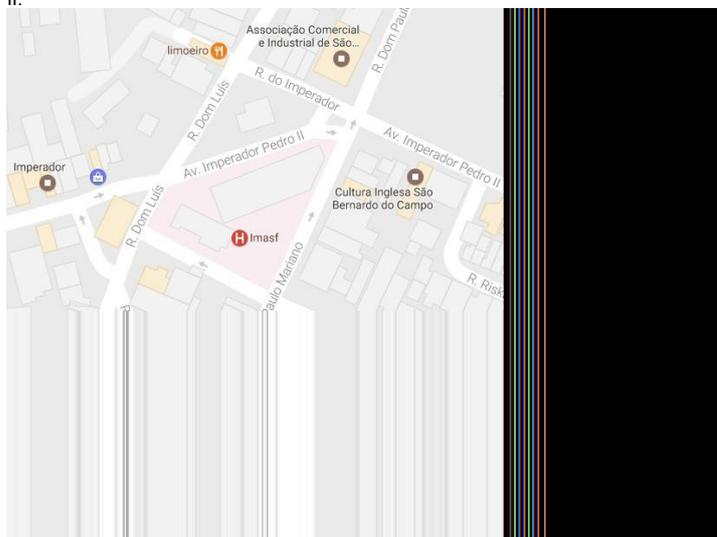 Associação Comercial
e Industrial de São...
limoeiro
R. Dom Paul
R. do Imperador
R. Dom Luís
Av. Imperador Pedro II
Av. Imperador Pedro II
Imperador
Cultura Inglesa São
Bernardo do Campo
R. Dom Luís
H Imasf
Paulo Mariano
R. Risk